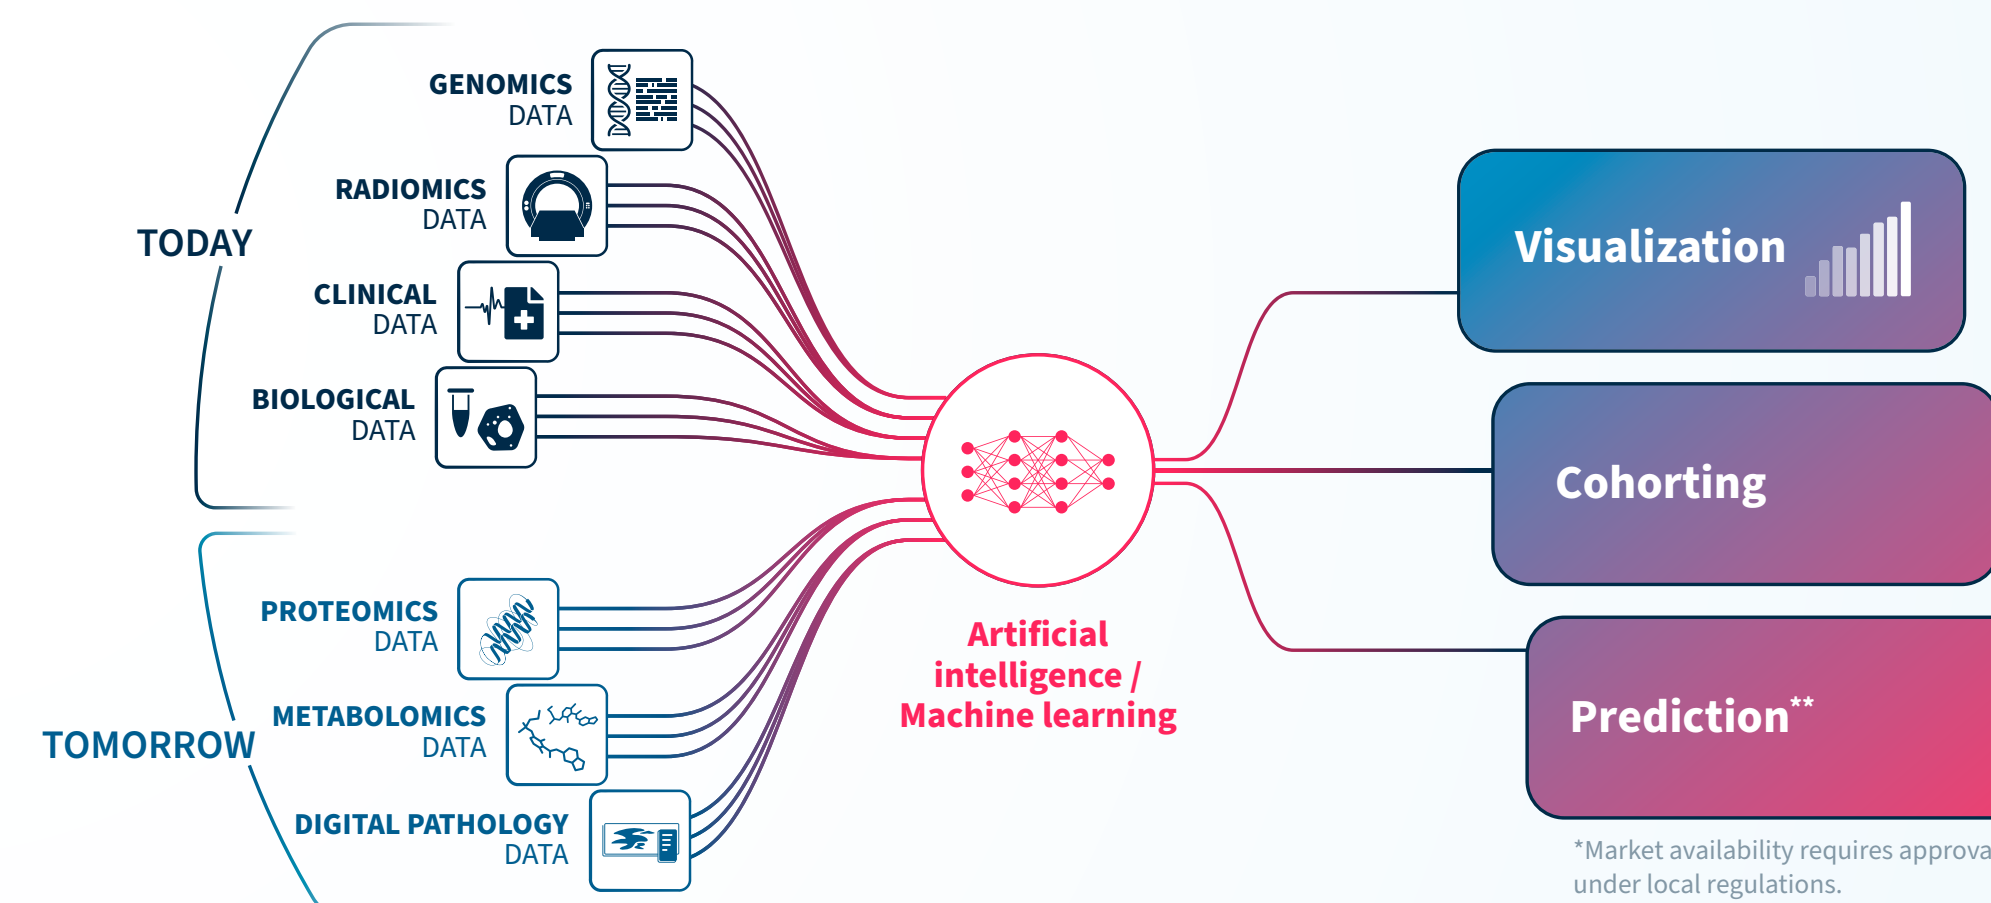 GENOMICS
DATA
RADIOMICS
DATA
TODAY
CLINICAL
DATA
BIOLOGICAL
DATA
PROTEOMICS
DATA
METABOLOMICS
DATA
TOMORROW
DIGITAL PATHOLOGY
DATA
Artificial
intelligence /
Machine learning
Visualization
Cohorting
Prediction**
*Market availability requires approva
under local regulations.